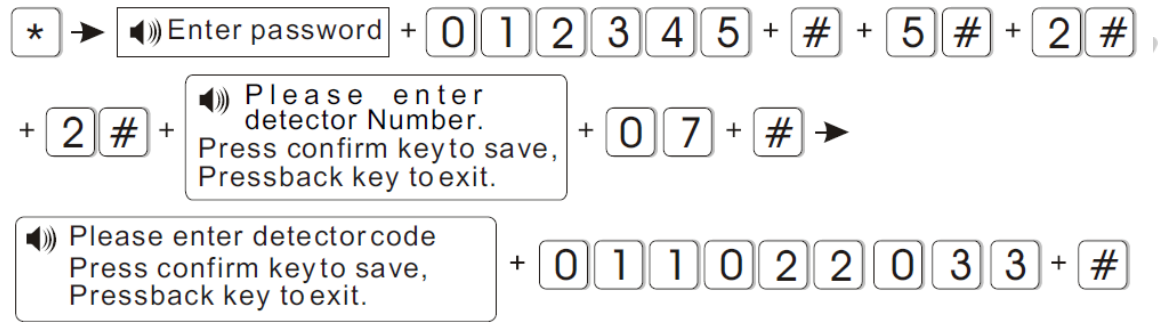 * Enter password + 0 1 2 3 4 5 + # + 5 # + 2 #
+ 2 # + Please enter
detector Number.
Press confirm keyto save,
Pressback key toexit.
+ 0 7 + #
Please enter detectorcode
Press confirm keyto save,
Pressback key toexit.
+ 0 1 1 0 2 2 0 3 3 + #